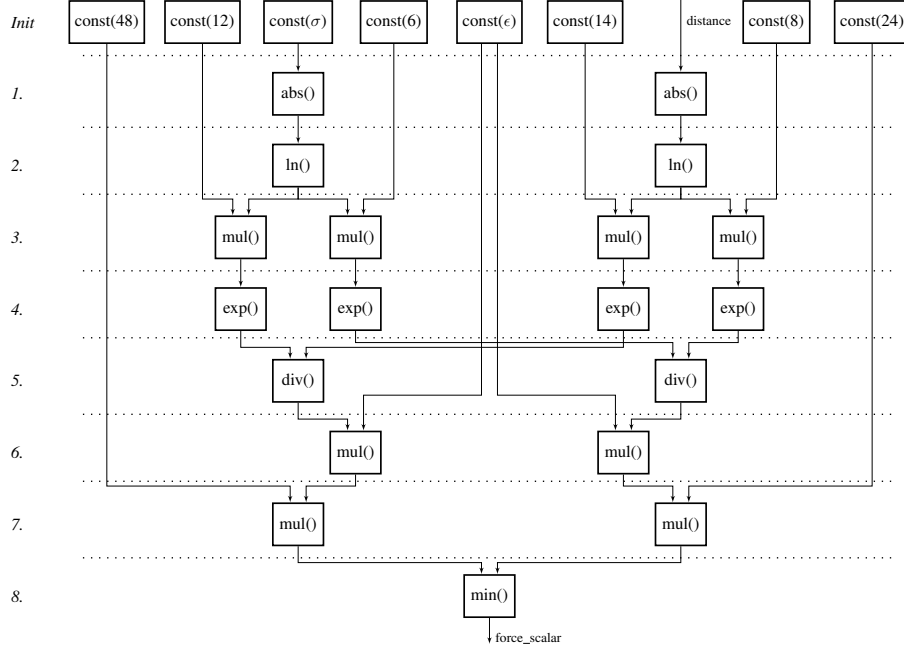 Init const(48) const(12) const(σ) const(6) const(ϵ) const(14) distance const(8) const(24)
1. abs() abs()
2. ln() ln()
3. mul() mul() mul() mul()
4. exp() exp() exp() exp()
5. div() div()
6. mul() mul()
7. mul() mul()
8. min()
force_scalar